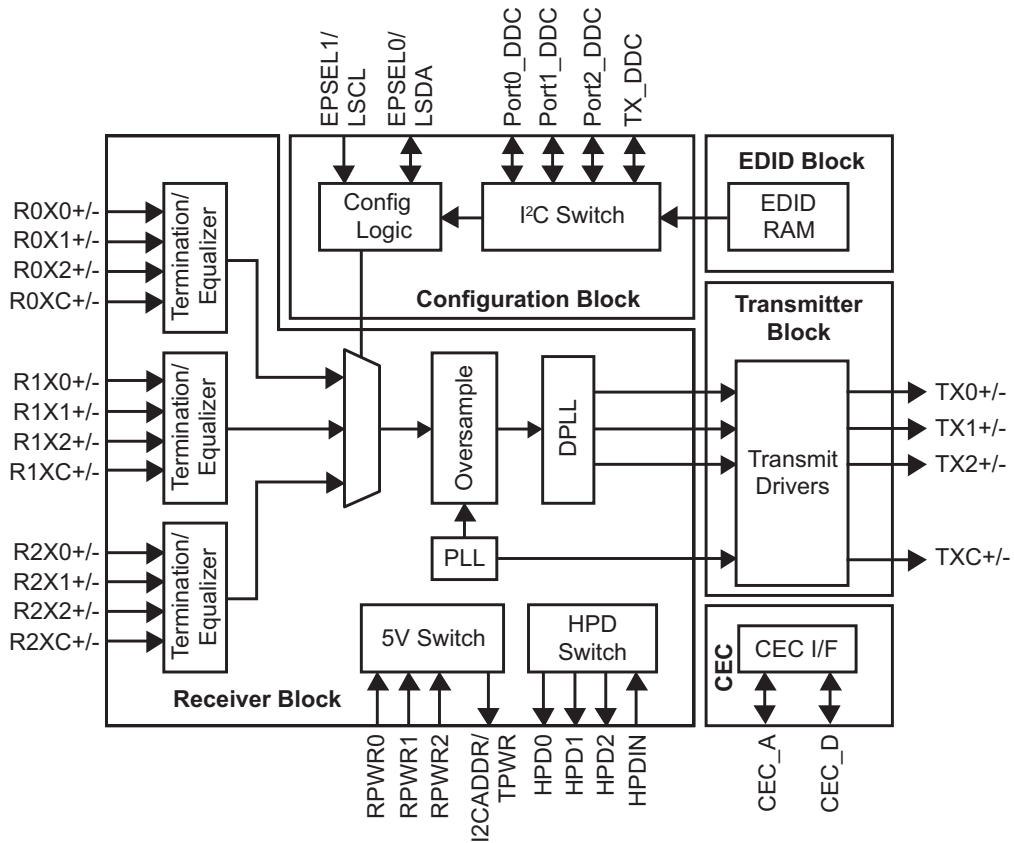 EPSEL1/
LSCL
EPSEL0/
LSDA
Port0_DDC
Port1_DDC
Port2_DDC
TX_DDC
Config
Logic
I²C Switch
Configuration Block
EDID Block
EDID
RAM
R0X0+/-
R0X1+/-
R0X2+/-
R0XC+/-
Termination/
Equalizer
R1X0+/-
R1X1+/-
R1X2+/-
R1XC+/-
Termination/
Equalizer
R2X0+/-
R2X1+/-
R2X2+/-
R2XC+/-
Termination/
Equalizer
Oversample
DPLL
PLL
Transmitter
Block
Transmit
Drivers
TX0+/-
TX1+/-
TX2+/-
TXC+/-
5V Switch
HPD
Switch
Receiver Block
CEC
CEC I/F
RPWR0
RPWR1
RPWR2
I2CADDR/
TPWR
HPD0
HPD1
HPD2
HPDIN
CEC_A
CEC_D